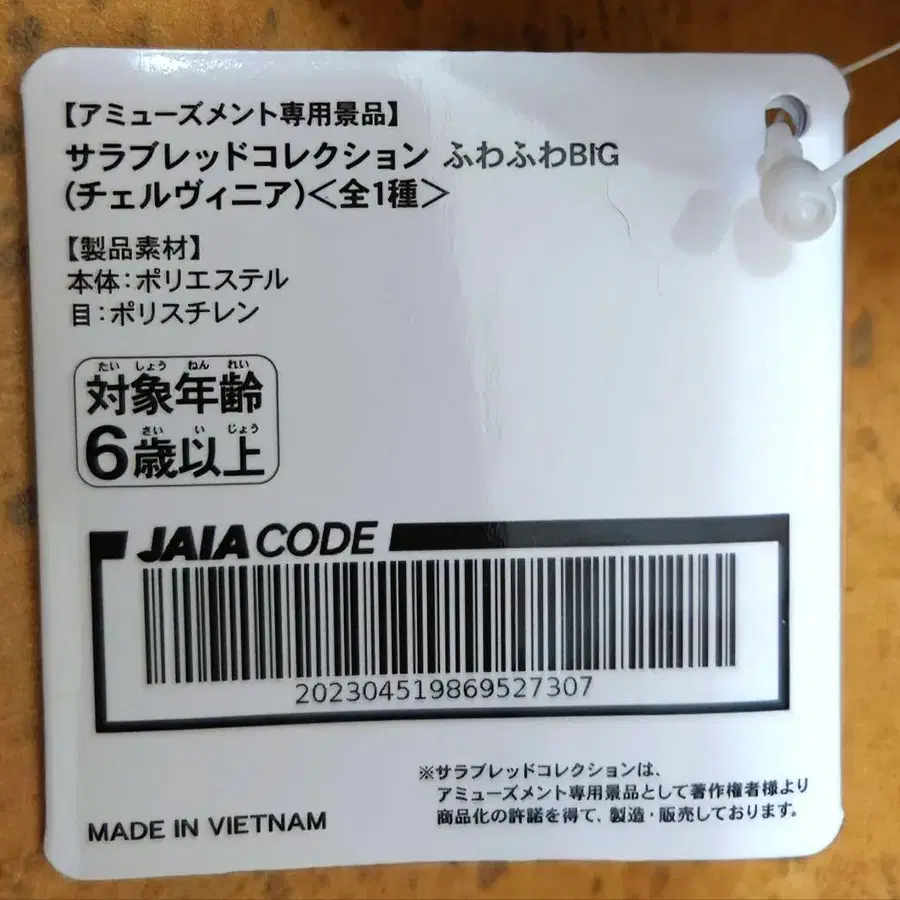 【アミューズメント専用景品】
サラブレッドコレクション ふわふわBIG
(チェルヴィニア)<全1種>
【製品素材】
本体:ポリエステル
目:ポリスチレン
たい しょう ねん れい
対象年齢
さい い じょう
6歳以上
JAIA CODE
202304519869527307
※サラブレッドコレクションは、
アミューズメント専用景品として著作権者様より
商品化の許諾を得て、製造・販売しております。
MADE IN VIETNAM